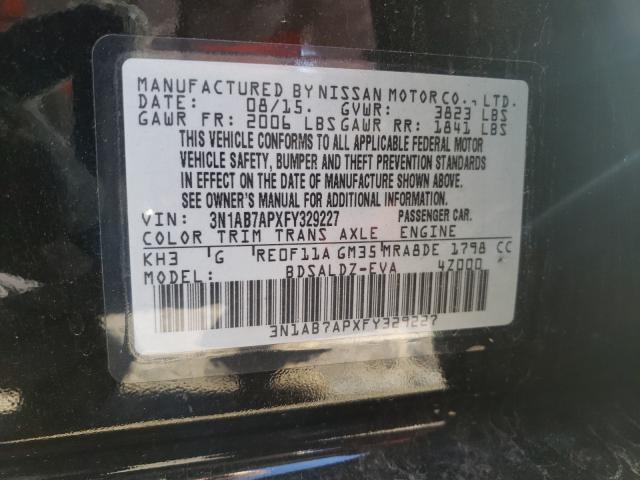 MANUFACTURED BY NISSAN MOTOR CO., LTD.
DATE: 08/15. GVWR: 3823 LBS
GAWR FR: 2006 LBS GAWR RR: 1841 LBS
THIS VEHICLE CONFORMS TO ALL APPLICABLE FEDERAL MOTOR
VEHICLE SAFETY, BUMPER AND THEFT PREVENTION STANDARDS
IN EFFECT ON THE DATE OF MANUFACTURE SHOWN ABOVE.
SEE OWNER'S MANUAL FOR ADDITIONAL INFORMATION.
VIN: 3N1AB7APXFY329227 PASSENGER CAR.
COLOR TRIM TRANS AXLE ENGINE
KH3 G RE0F11A GM35 MRA8DE 1798 CC
MODEL: BDSALDZ-EVA 4Z000
3N1AB7APXFY329227